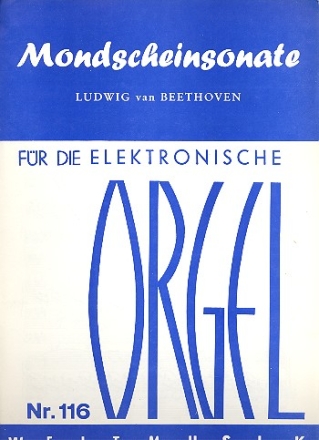 Mondscheinsonate
LUDWIG van BEETHOVEN
FÜR DIE ELEKTRONISCHE
ORGEL
Nr. 116